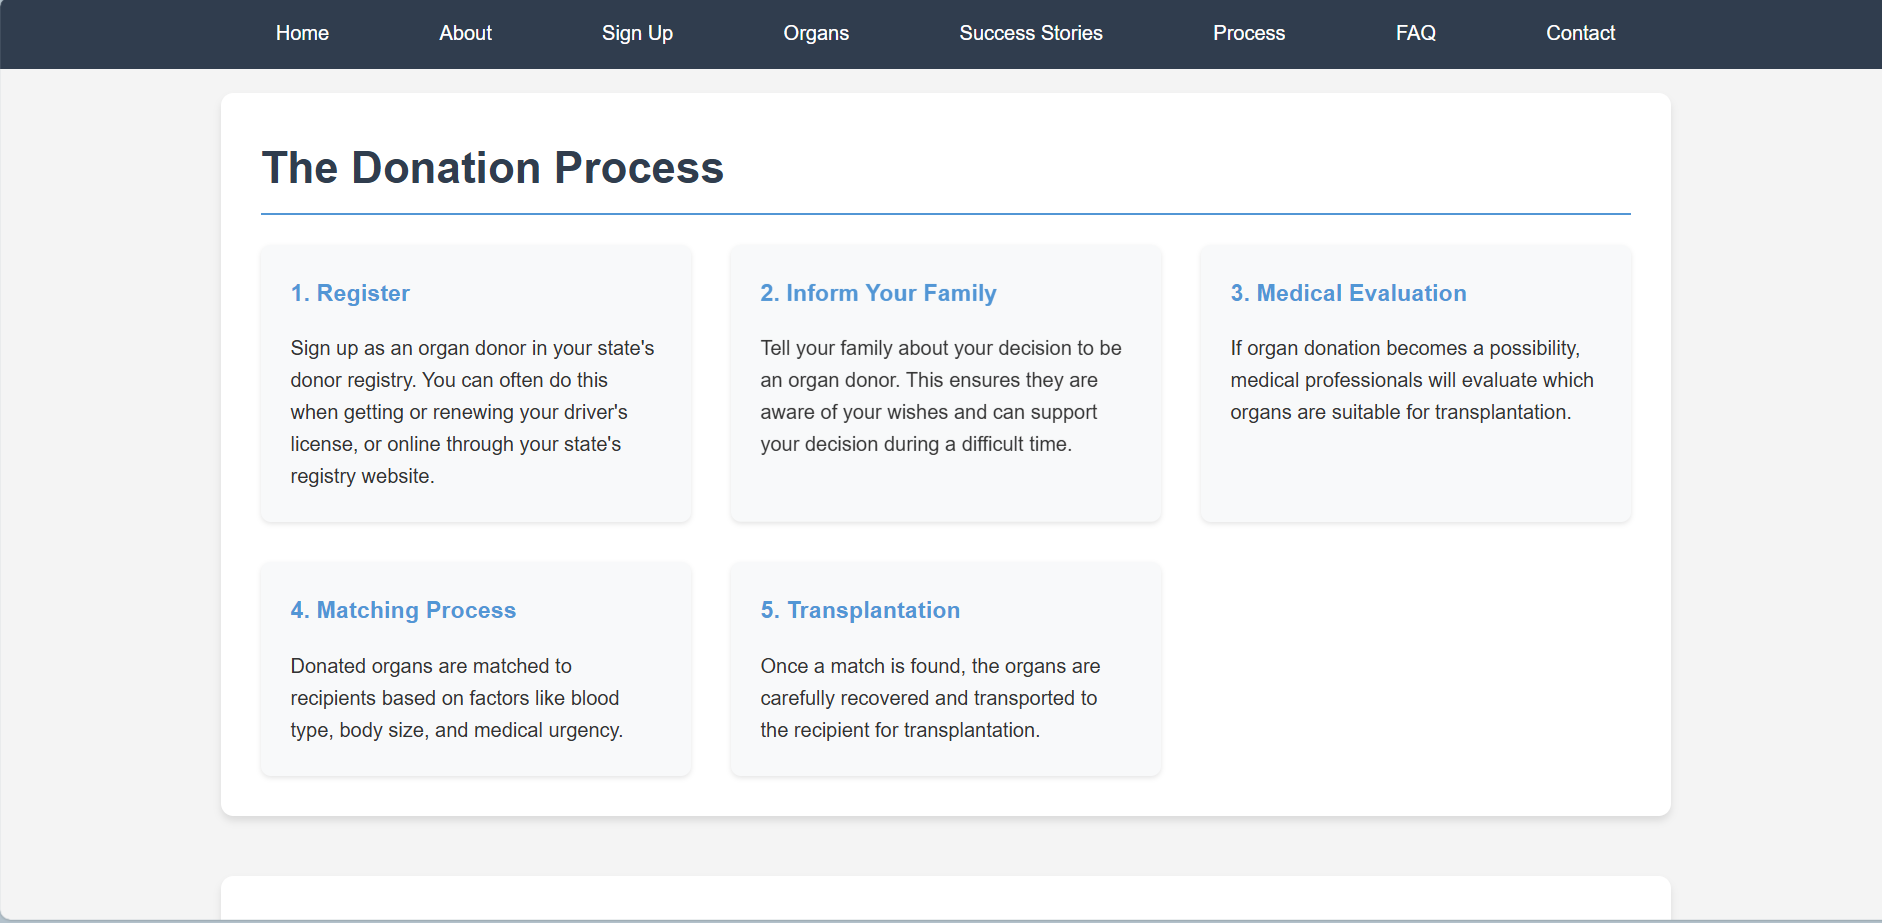 Home About Sign Up Organs Success Stories Process FAQ Contact
The Donation Process
1. Register
Sign up as an organ donor in your state's
donor registry. You can often do this
when getting or renewing your driver's
license, or online through your state's
registry website.
2. Inform Your Family
Tell your family about your decision to be
an organ donor. This ensures they are
aware of your wishes and can support
your decision during a difficult time.
3. Medical Evaluation
If organ donation becomes a possibility,
medical professionals will evaluate which
organs are suitable for transplantation.
4. Matching Process
Donated organs are matched to
recipients based on factors like blood
type, body size, and medical urgency.
5. Transplantation
Once a match is found, the organs are
carefully recovered and transported to
the recipient for transplantation.